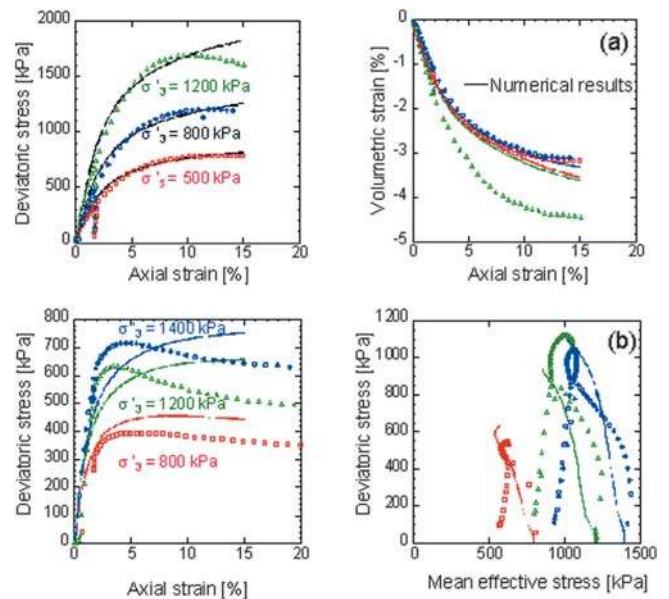 Deviatoric stress [kPa]
2000
1500
1000
500
0
σ'3 = 1200 kPa
σ'3 = 800 kPa
σ'3 = 500 kPa
0 5 10 15 20
Axial strain [%]
Volumetric strain [%]
0
-1
-2
-3
-4
-5
(a)
Numerical results
0 5 10 15 20
Axial strain [%]
Deviatoric stress [kPa]
800
700
600
500
400
300
200
100
0
σ'3 = 1400 kPa
σ'3 = 1200 kPa
σ'3 = 800 kPa
0 5 10 15 20
Axial strain [%]
Deviatoric stress [kPa]
1200
1000
800
600
400
200
0
(b)
0 500 1000 1500
Mean effective stress [kPa]